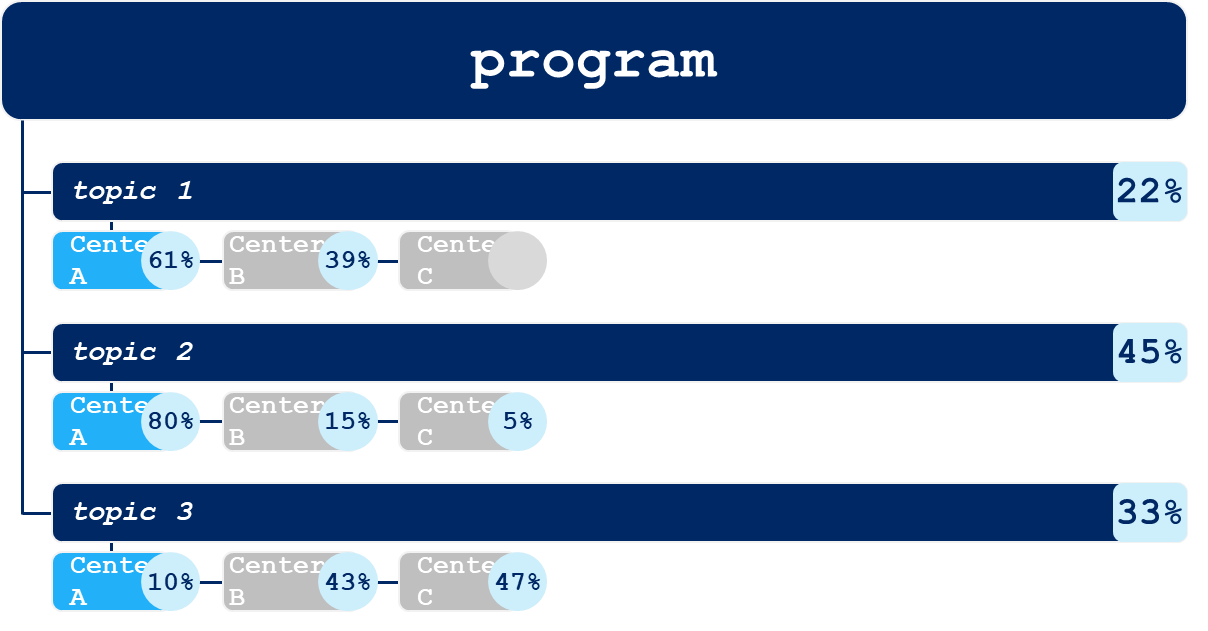 program
topic 1 22%
Cente 61% Center 39% Cente
A B C
topic 2 45%
Cente 80% Center 15% Cente 5%
A B C
topic 3 33%
Cente 10% Center 43% Cente 47%
A B C